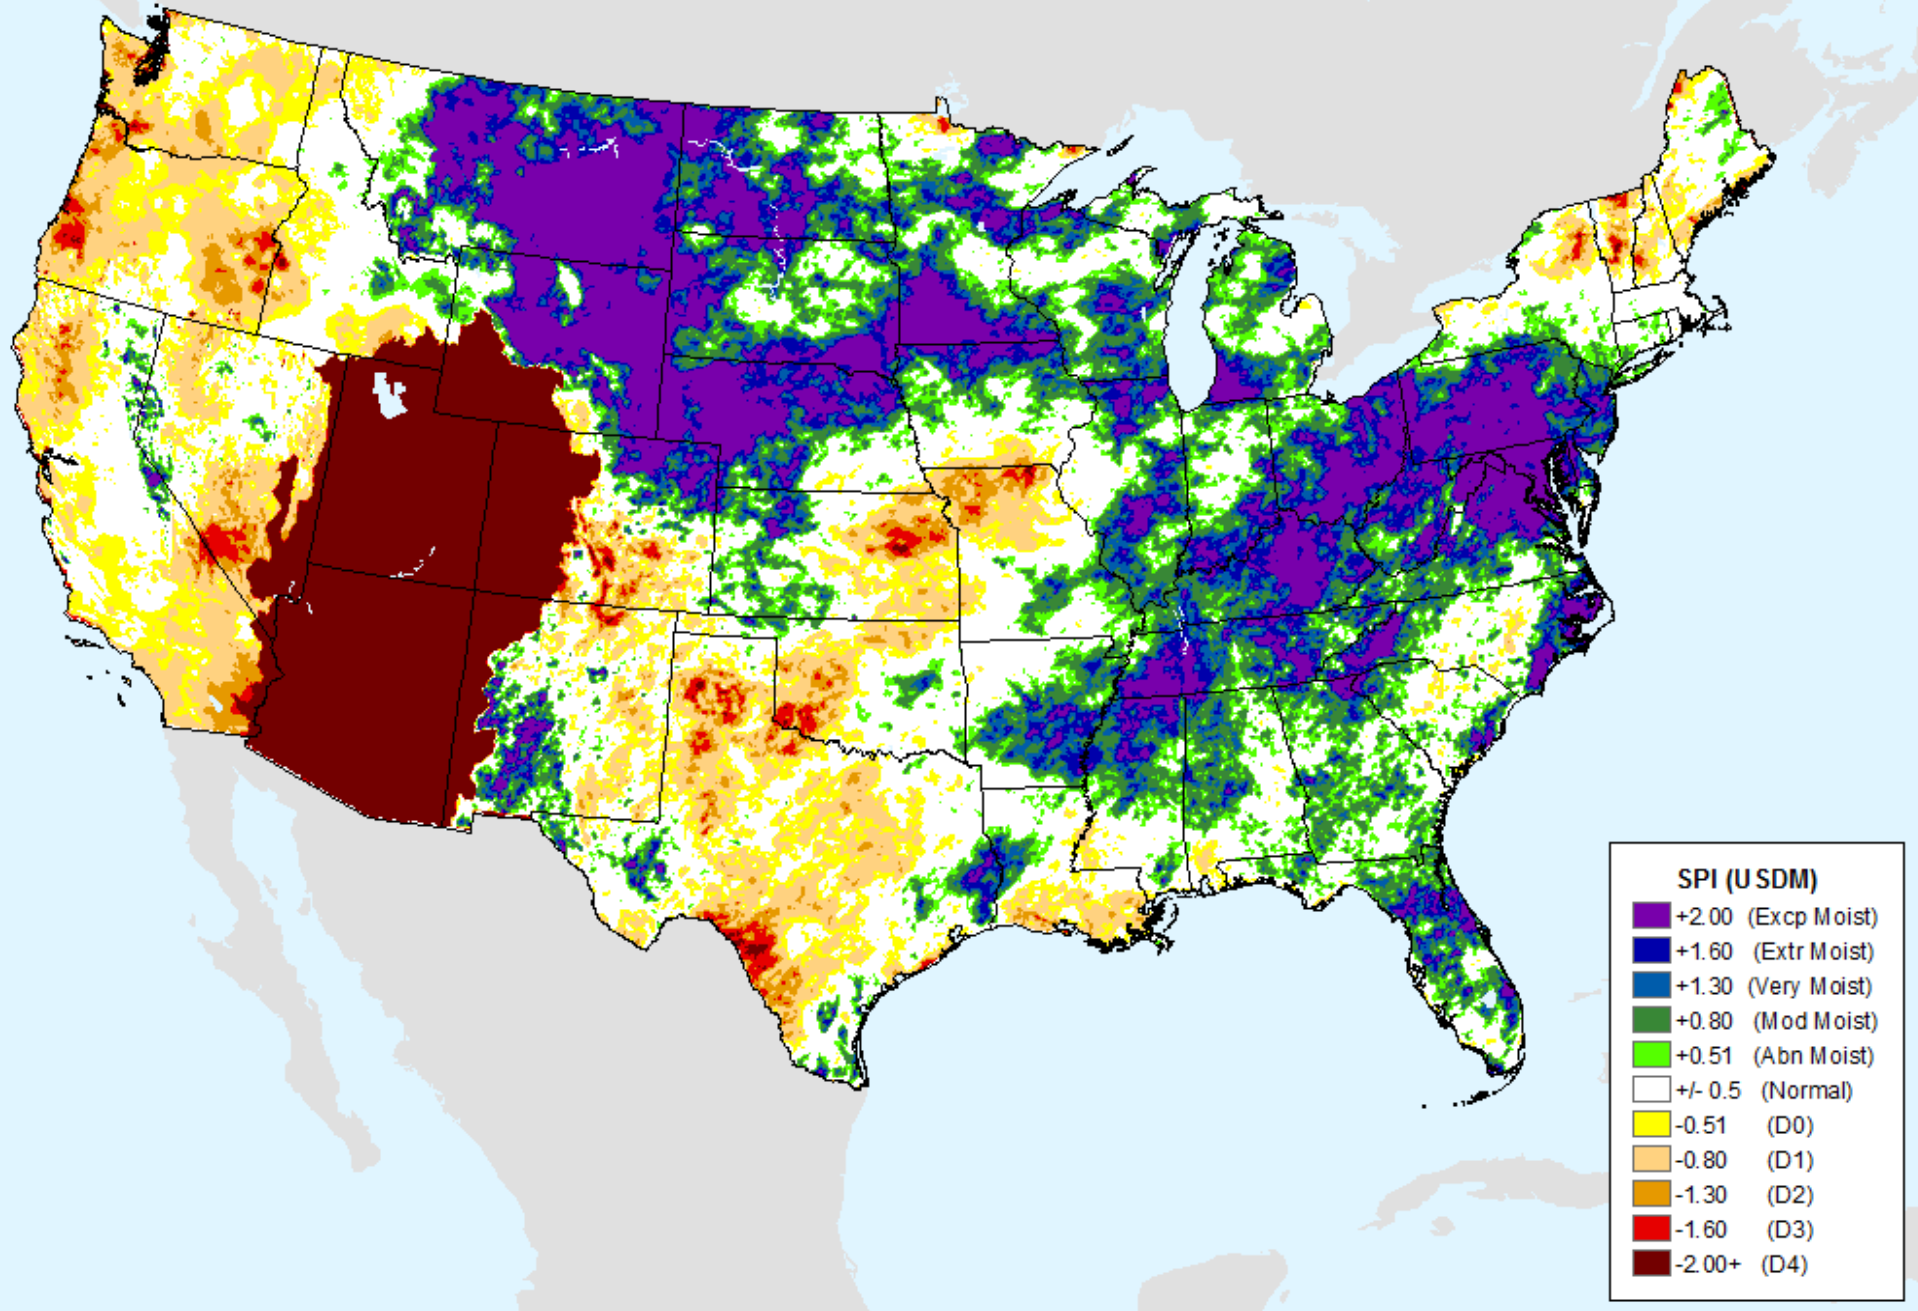 SPI (USDM)
+2.00 (Excp Moist)
+1.60 (Extr Moist)
+1.30 (Very Moist)
+0.80 (Mod Moist)
+0.51 (Abn Moist)
+/- 0.5 (Normal)
-0.51 (D0)
-0.80 (D1)
-1.30 (D2)
-1.60 (D3)
-2.00+ (D4)